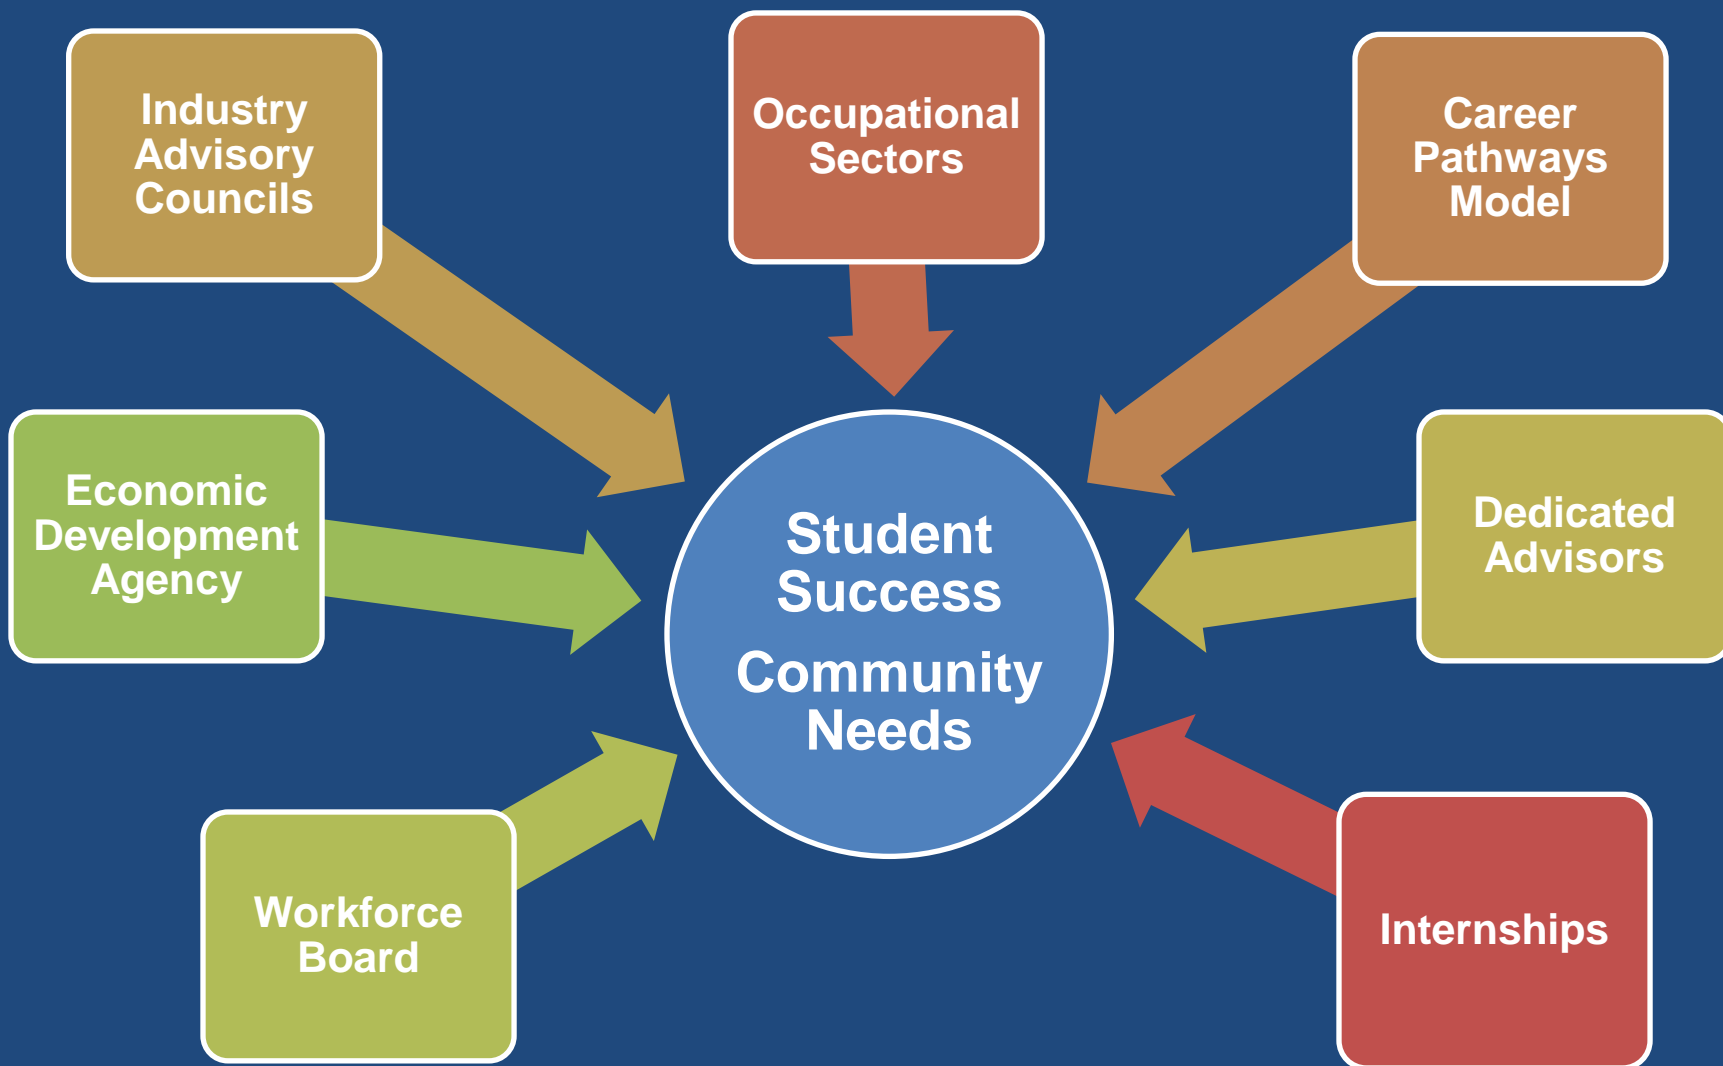 Industry
Advisory
Councils
Occupational
Sectors
Career
Pathways
Model
Economic
Development
Agency
Student
Success
Community
Needs
Dedicated
Advisors
Workforce
Board
Internships